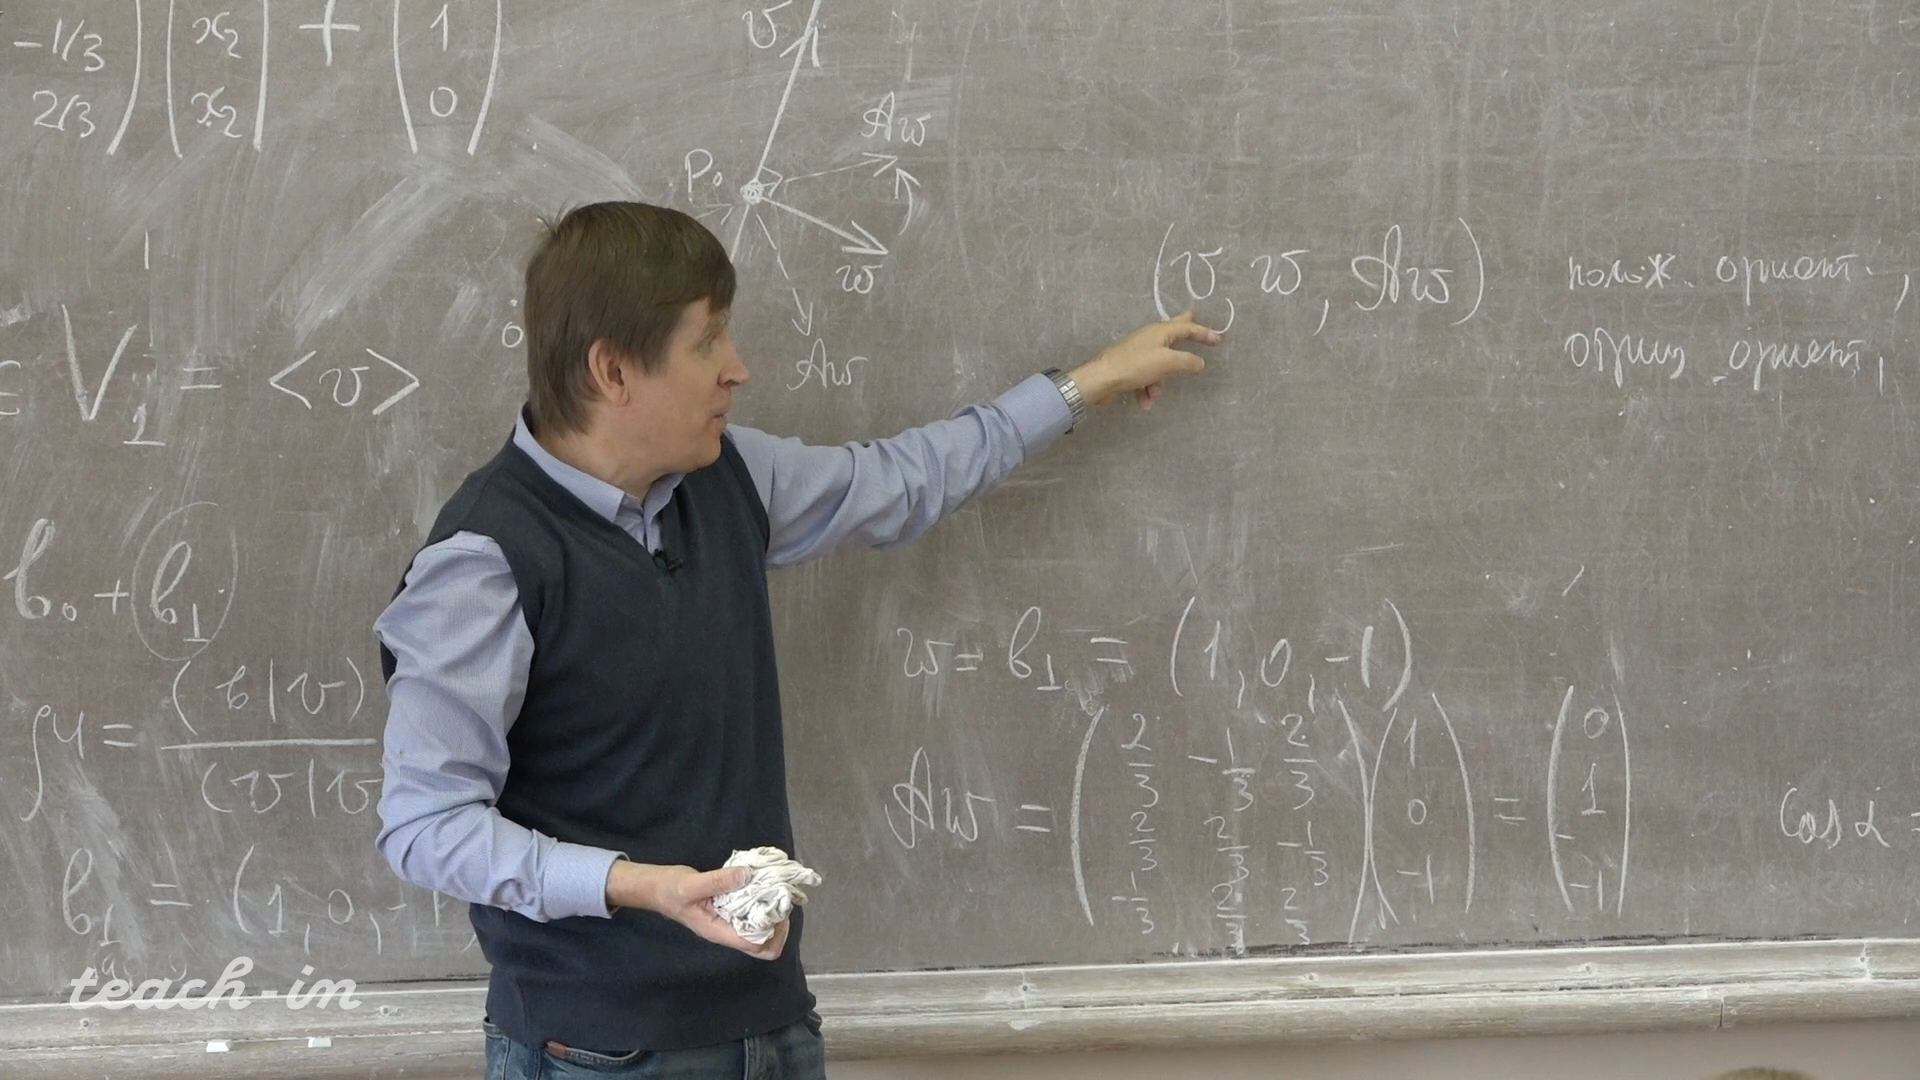 -1/3 x₂ + 1
2/3 x₂ 0
v
Aw
P₀
w
Aw
(v, w, Aw) полож. ориент.,
отриц. ориент,
V₁ = <v>
b₀ + b₁
μ = (b|v)
(v|v
b₁ = (1, 0, -1
w = b₁ = (1, 0, -1)
Aw = ( 2/3 -1/3 2/3 ) ( 1 ) = ( 0 )
( 2/3 2/3 -1/3 ) ( 0 ) ( 1 )
( -1/3 2/3 2/3 ) ( -1 ) ( -1 )
cos α =
teach-in